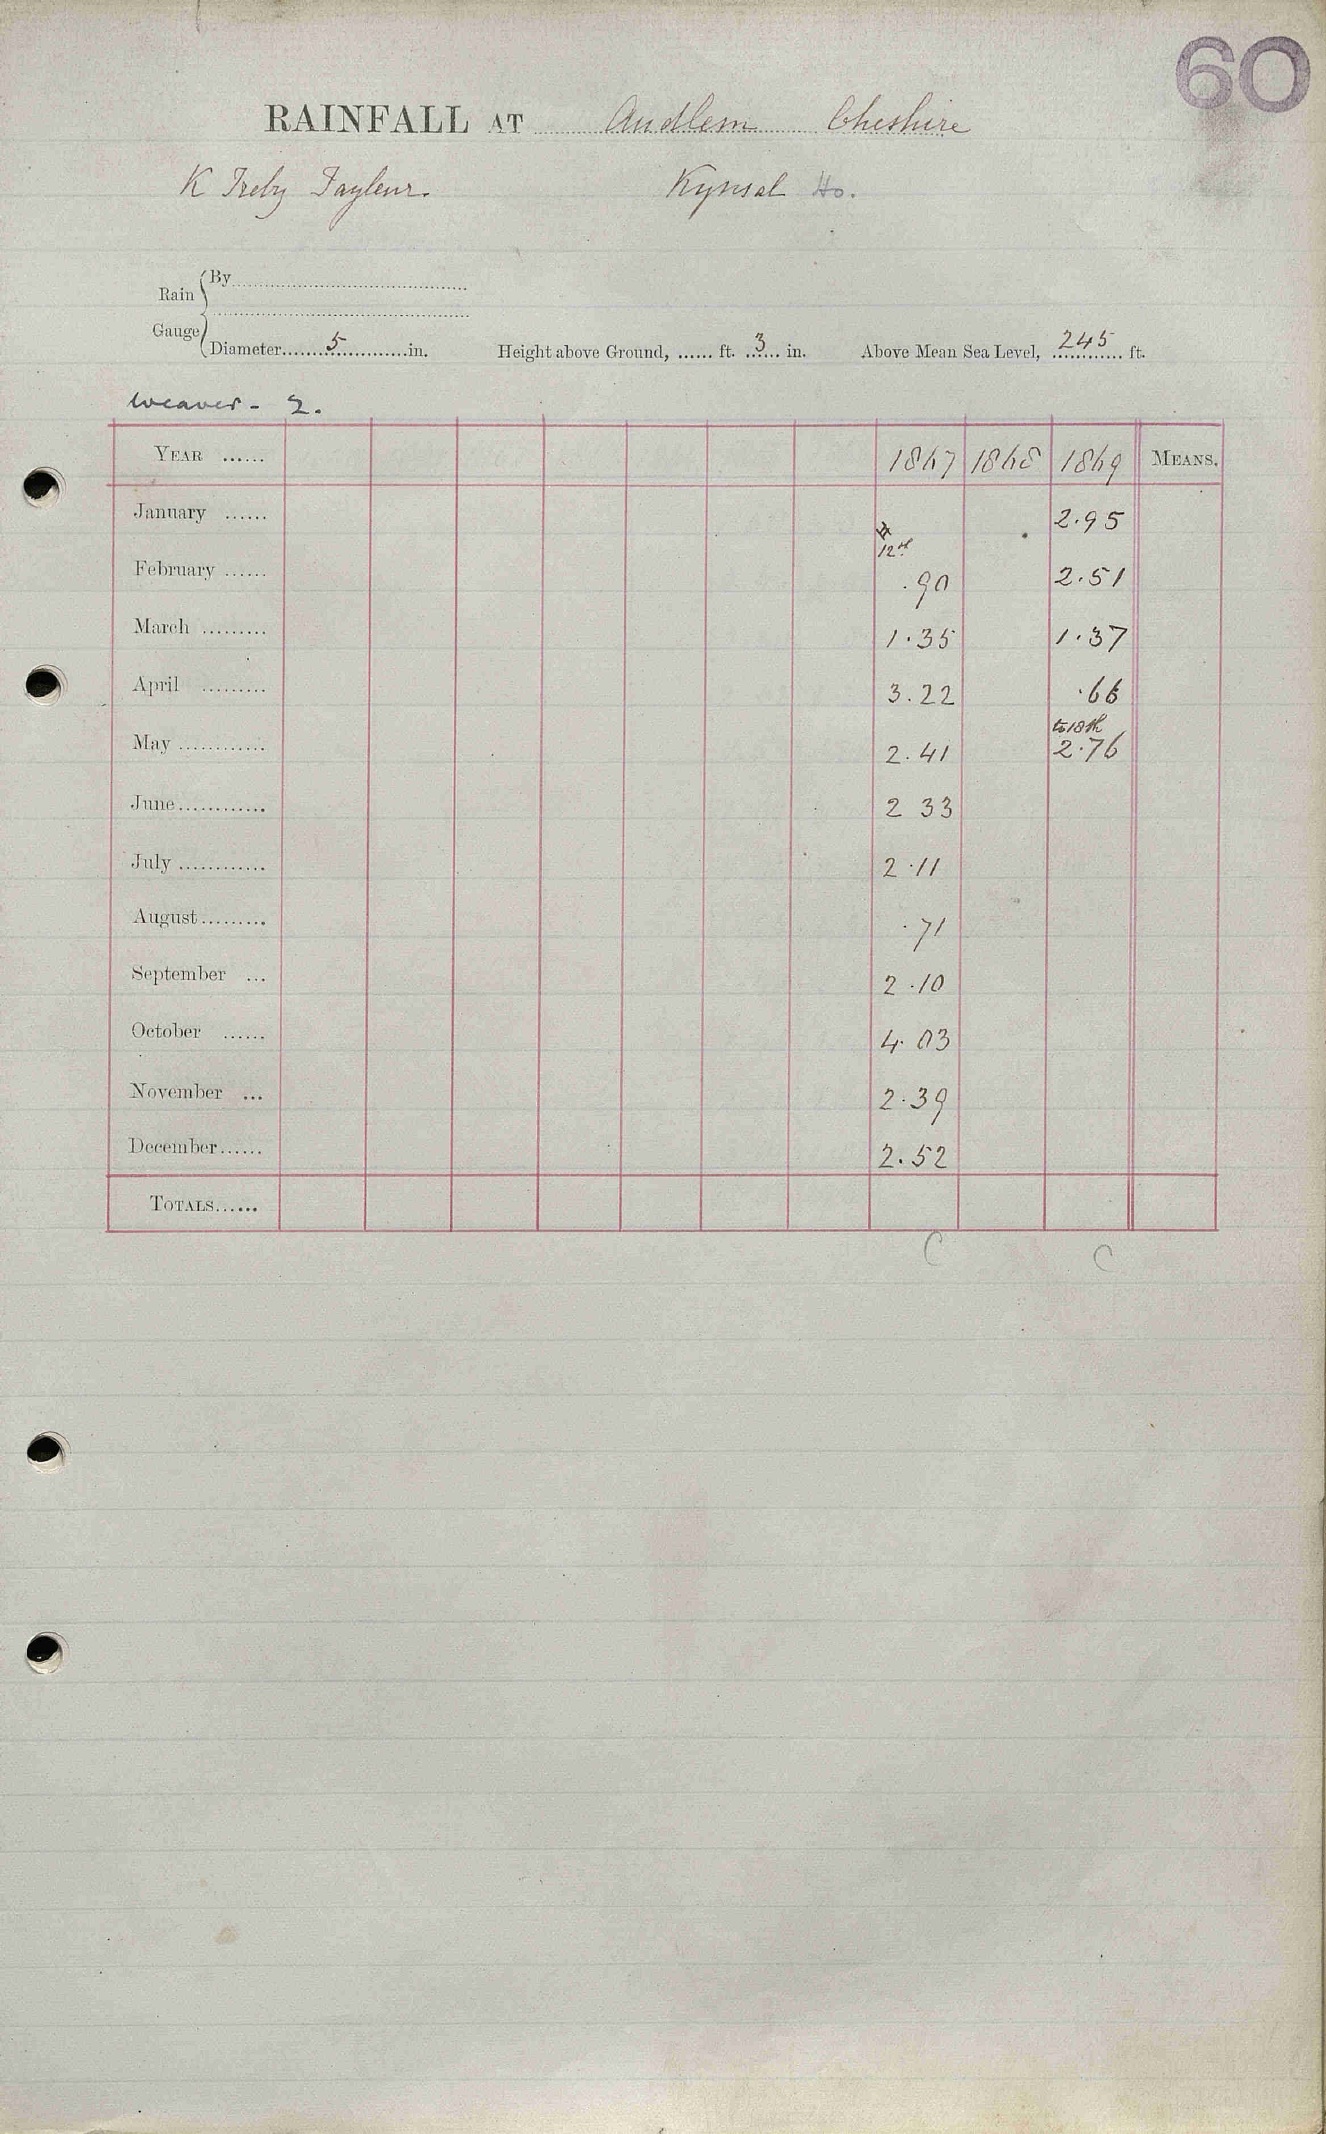 60
RAINFALL AT Audlem Cheshire
K Treby Tayleur. Kynsal Ho.
Rain Gauge { By
Diameter 5 in. Height above Ground, ...... ft. 3 in. Above Mean Sea Level, 245 ft.
Weaver - 2.
YEAR ...... 1867 1868 1869 MEANS.
January ...... 2.95
12th
February ...... .90 2.51
March ......... 1.35 1.37
April ......... 3.22 .66
to 18th
May ............ 2.41 2.76
June ............ 2 33
July ............ 2.11
August ......... .71
September ... 2.10
October ...... 4.03
November ... 2.39
December ...... 2.52
TOTALS ......
C C